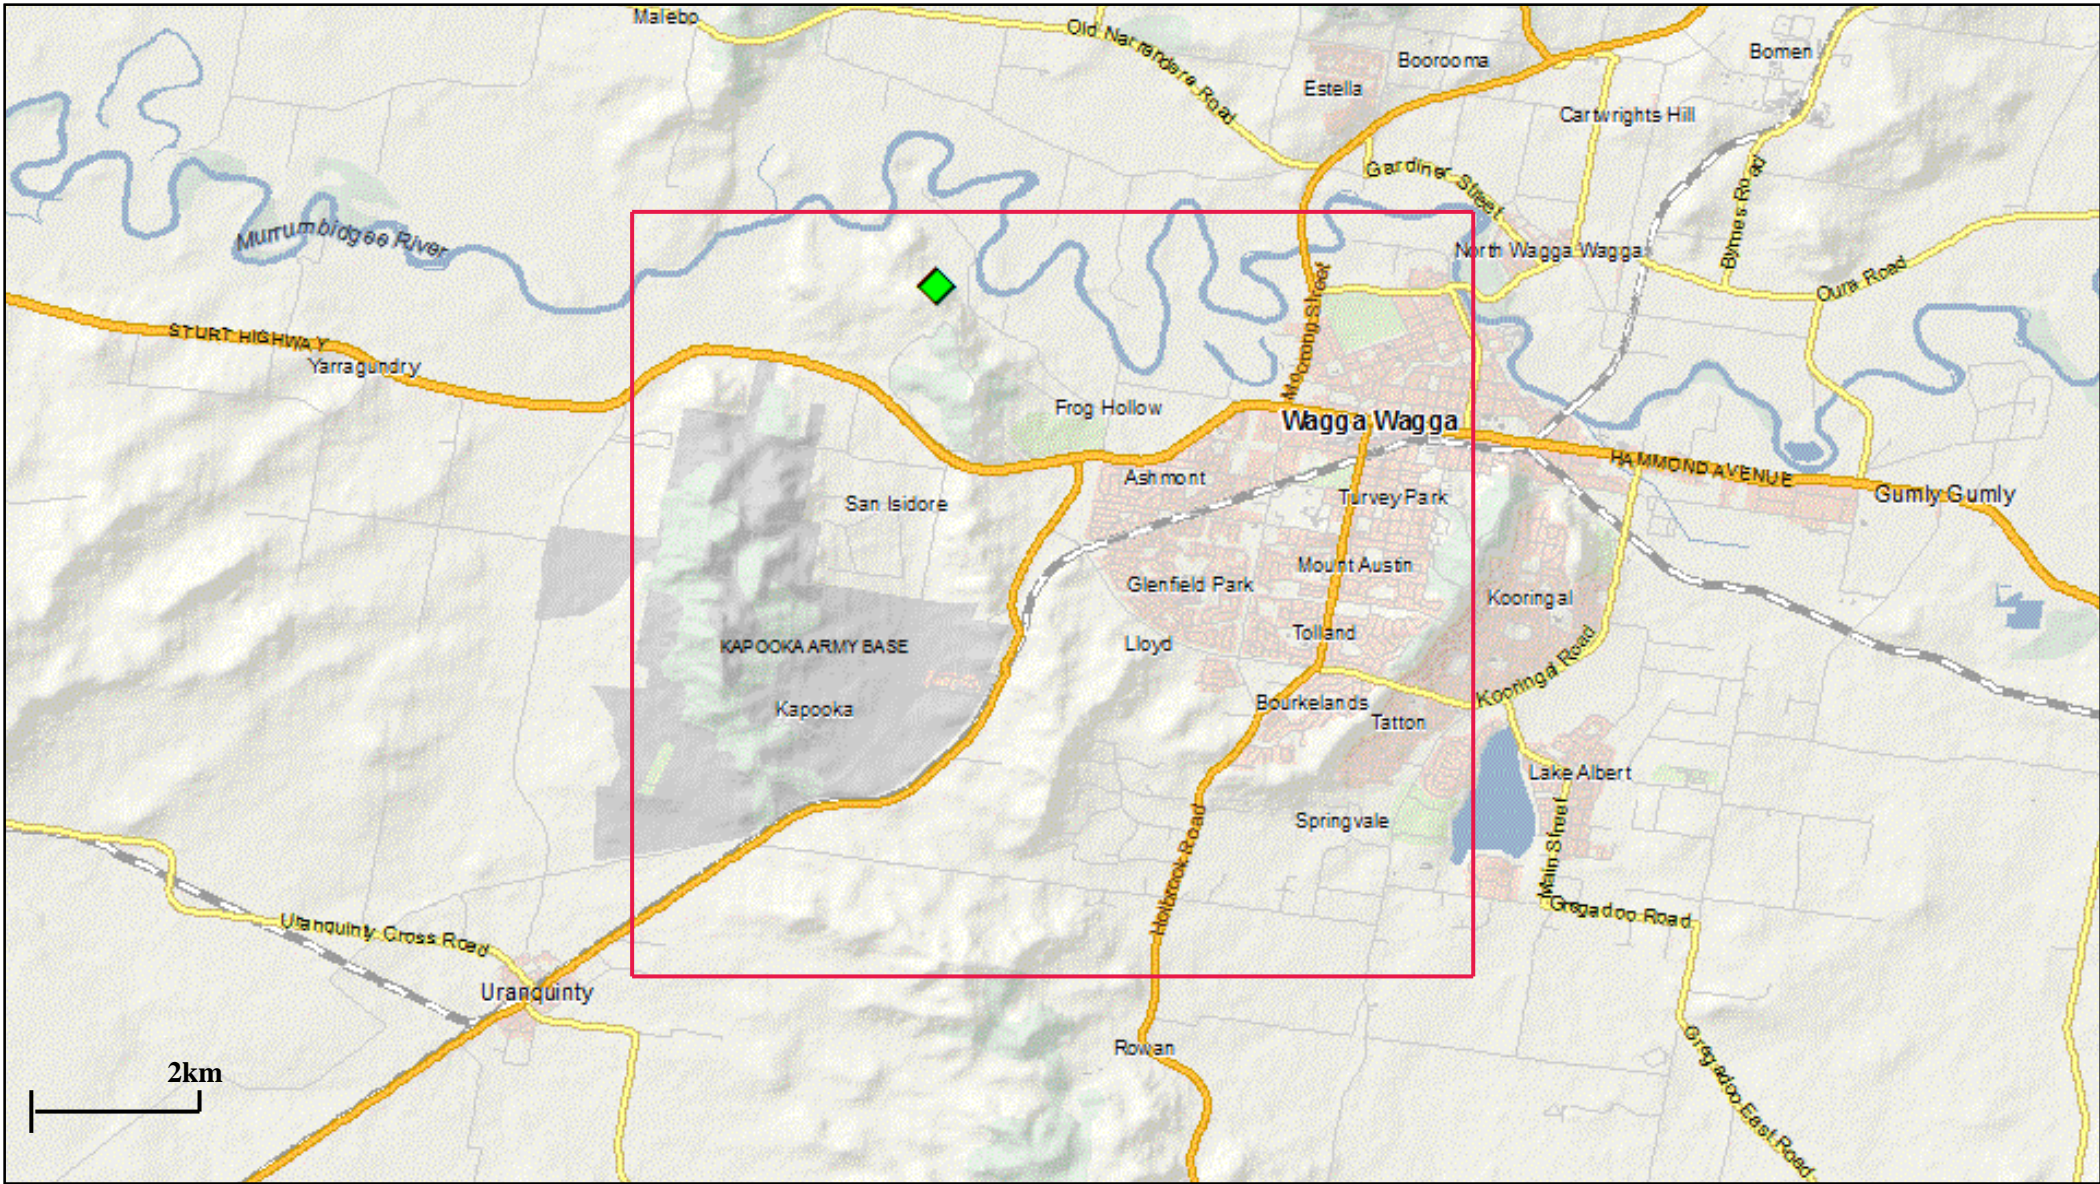 Malebo
Old Narrandera Road
Boorooma
Bomen
Estella
Cartwrights Hill
Gardiner Street
Byrnes Road
Murrumbidgee River
North Wagga Wagga
Oura Road
STURT HIGHWAY
Moorong Street
Yarragundry
Frog Hollow
Wagga Wagga
HAMMOND AVENUE
Ashmont
San Isidore
Turvey Park
Gumly Gumly
Mount Austin
Glenfield Park
Kooringal
KAPOOKA ARMY BASE
Lloyd
Tolland
Kooringal Road
Kapooka
Bourkelands
Tatton
Lake Albert
Springvale
Holbrook Road
Main Street
Gregadoo Road
Uranquinty Cross Road
Uranquinty
Rowan
Gregadoo East Road
2km